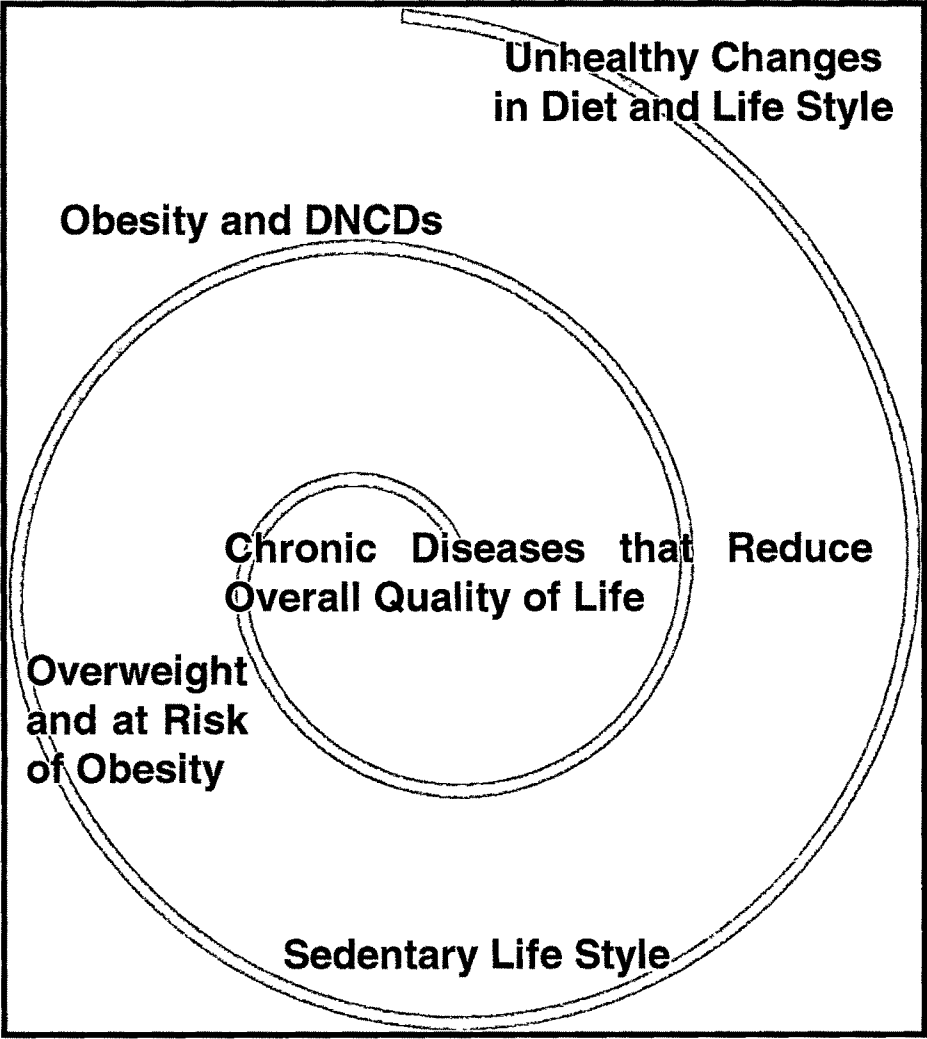 Unhealthy Changes
in Diet and Life Style
Obesity and DNCDs
Chronic Diseases that Reduce
Overall Quality of Life
Overweight
and at Risk
of Obesity
Sedentary Life Style